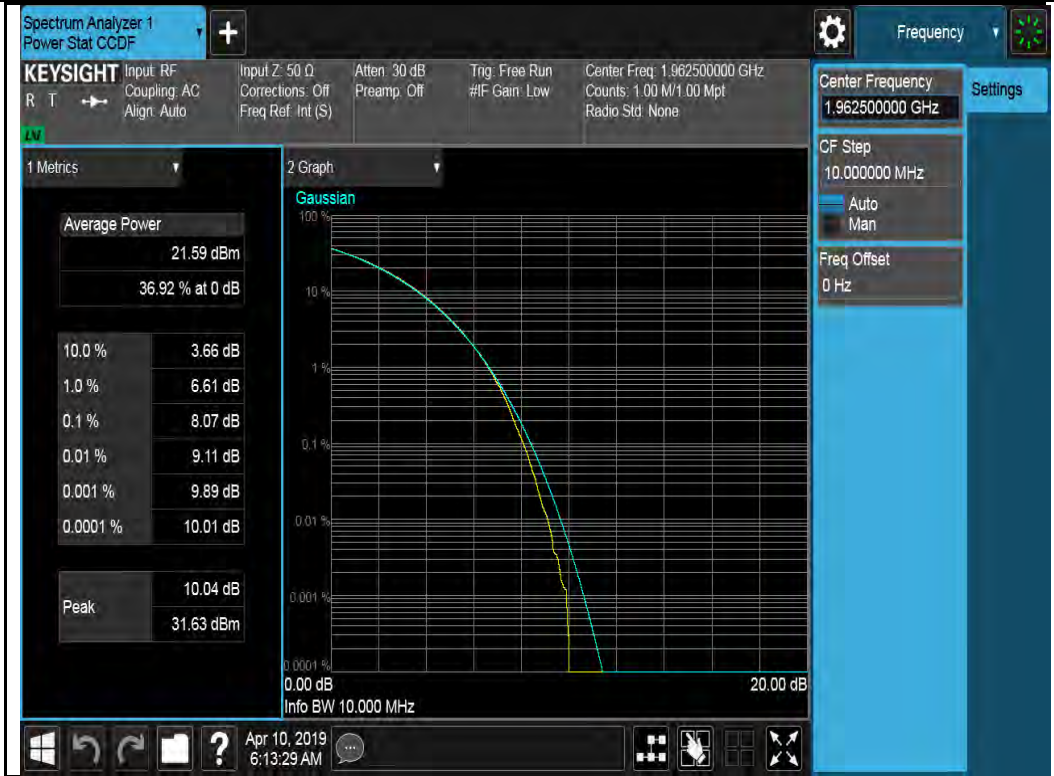 Spectrum Analyzer 1
Power Stat CCDF
+
Frequency
KEYSIGHT
R T
LV
Input: RF
Coupling: AC
Align: Auto
Input Z: 50 Ω
Corrections: Off
Freq Ref: Int (S)
Atten: 30 dB
Preamp: Off
Trig: Free Run
#IF Gain: Low
Center Freq: 1.962500000 GHz
Counts: 1.00 M/1.00 Mpt
Radio Std: None
Center Frequency
1.962500000 GHz
Settings
CF Step
10.000000 MHz
Auto
Man
Freq Offset
0 Hz
1 Metrics
Average Power
21.59 dBm
36.92 % at 0 dB
10.0 % 3.66 dB
1.0 % 6.61 dB
0.1 % 8.07 dB
0.01 % 9.11 dB
0.001 % 9.89 dB
0.0001 % 10.01 dB
Peak
10.04 dB
31.63 dBm
2 Graph
Gaussian
100 %
10 %
1 %
0.1 %
0.01 %
0.001 %
0.0001 %
0.00 dB 20.00 dB
Info BW 10.000 MHz
?
Apr 10, 2019
6:13:29 AM